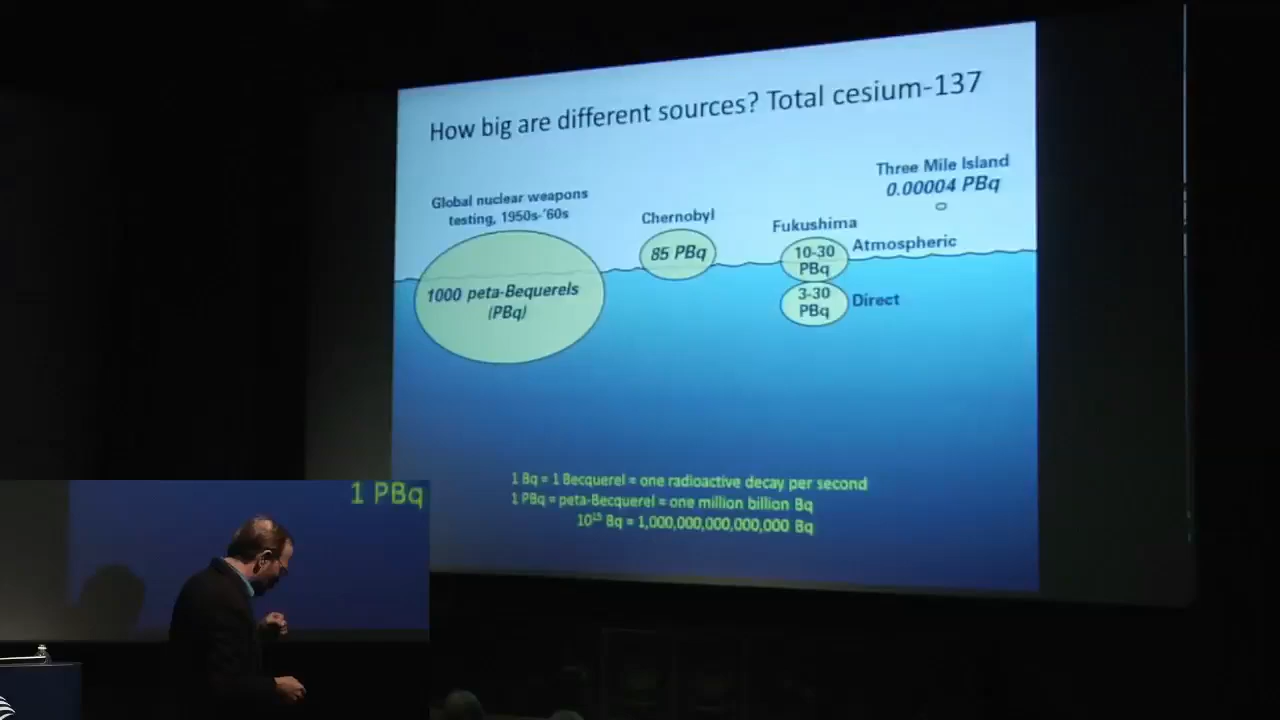 How big are different sources? Total cesium-137
Three Mile Island
0.00004 PBq
Global nuclear weapons
testing, 1950s-'60s
Chernobyl
Fukushima
85 PBq
10-30
PBq
Atmospheric
1000 peta-Bequerels
(PBq)
3-30
PBq
Direct
1 Bq = 1 Becquerel = one radioactive decay per second
1 PBq = peta-Becquerel = one million billion Bq
10¹⁵ Bq = 1,000,000,000,000,000 Bq
1 PBq